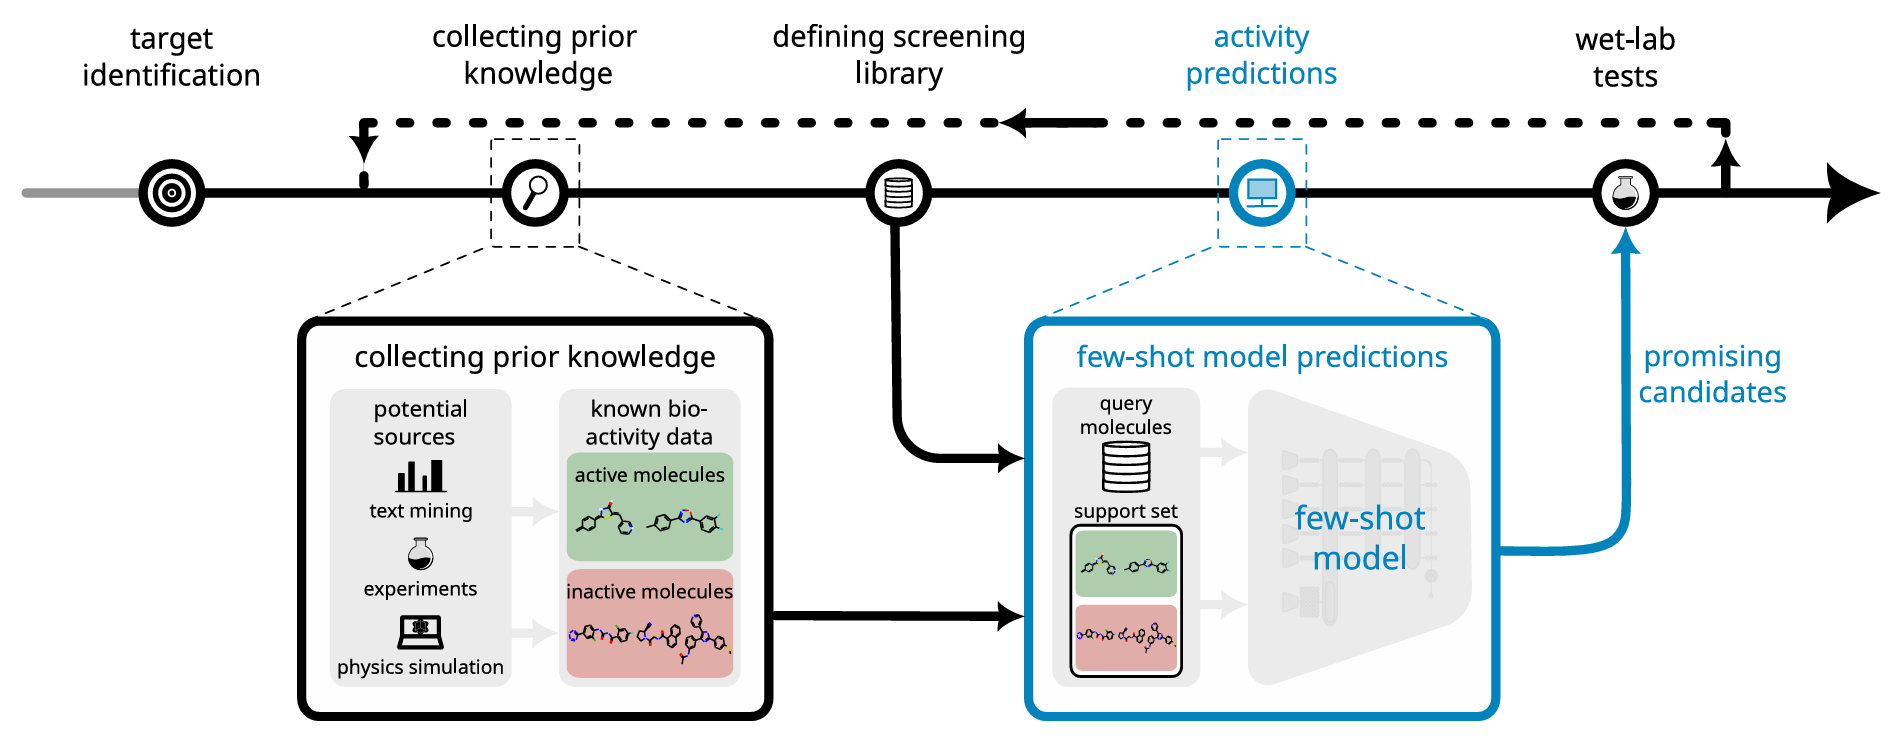 target
identification
collecting prior
knowledge
defining screening
library
activity
predictions
wet-lab
tests
collecting prior knowledge
potential
sources
text mining
experiments
physics simulation
known bio-
activity data
active molecules
inactive molecules
few-shot model predictions
query
molecules
support set
few-shot
model
promising
candidates